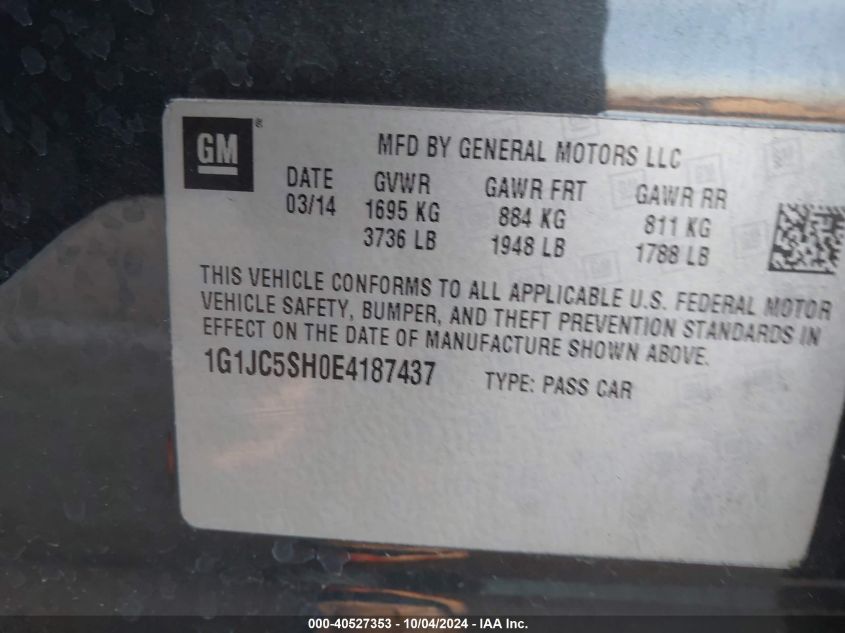 GM ®
MFD BY GENERAL MOTORS LLC
DATE GVWR GAWR FRT GAWR RR
03/14 1695 KG 884 KG 811 KG
3736 LB 1948 LB 1788 LB
THIS VEHICLE CONFORMS TO ALL APPLICABLE U.S. FEDERAL MOTOR
VEHICLE SAFETY, BUMPER, AND THEFT PREVENTION STANDARDS IN
EFFECT ON THE DATE OF MANUFACTURE SHOWN ABOVE.
1G1JC5SH0E4187437 TYPE: PASS CAR
000-40527353 - 10/04/2024 - IAA Inc.